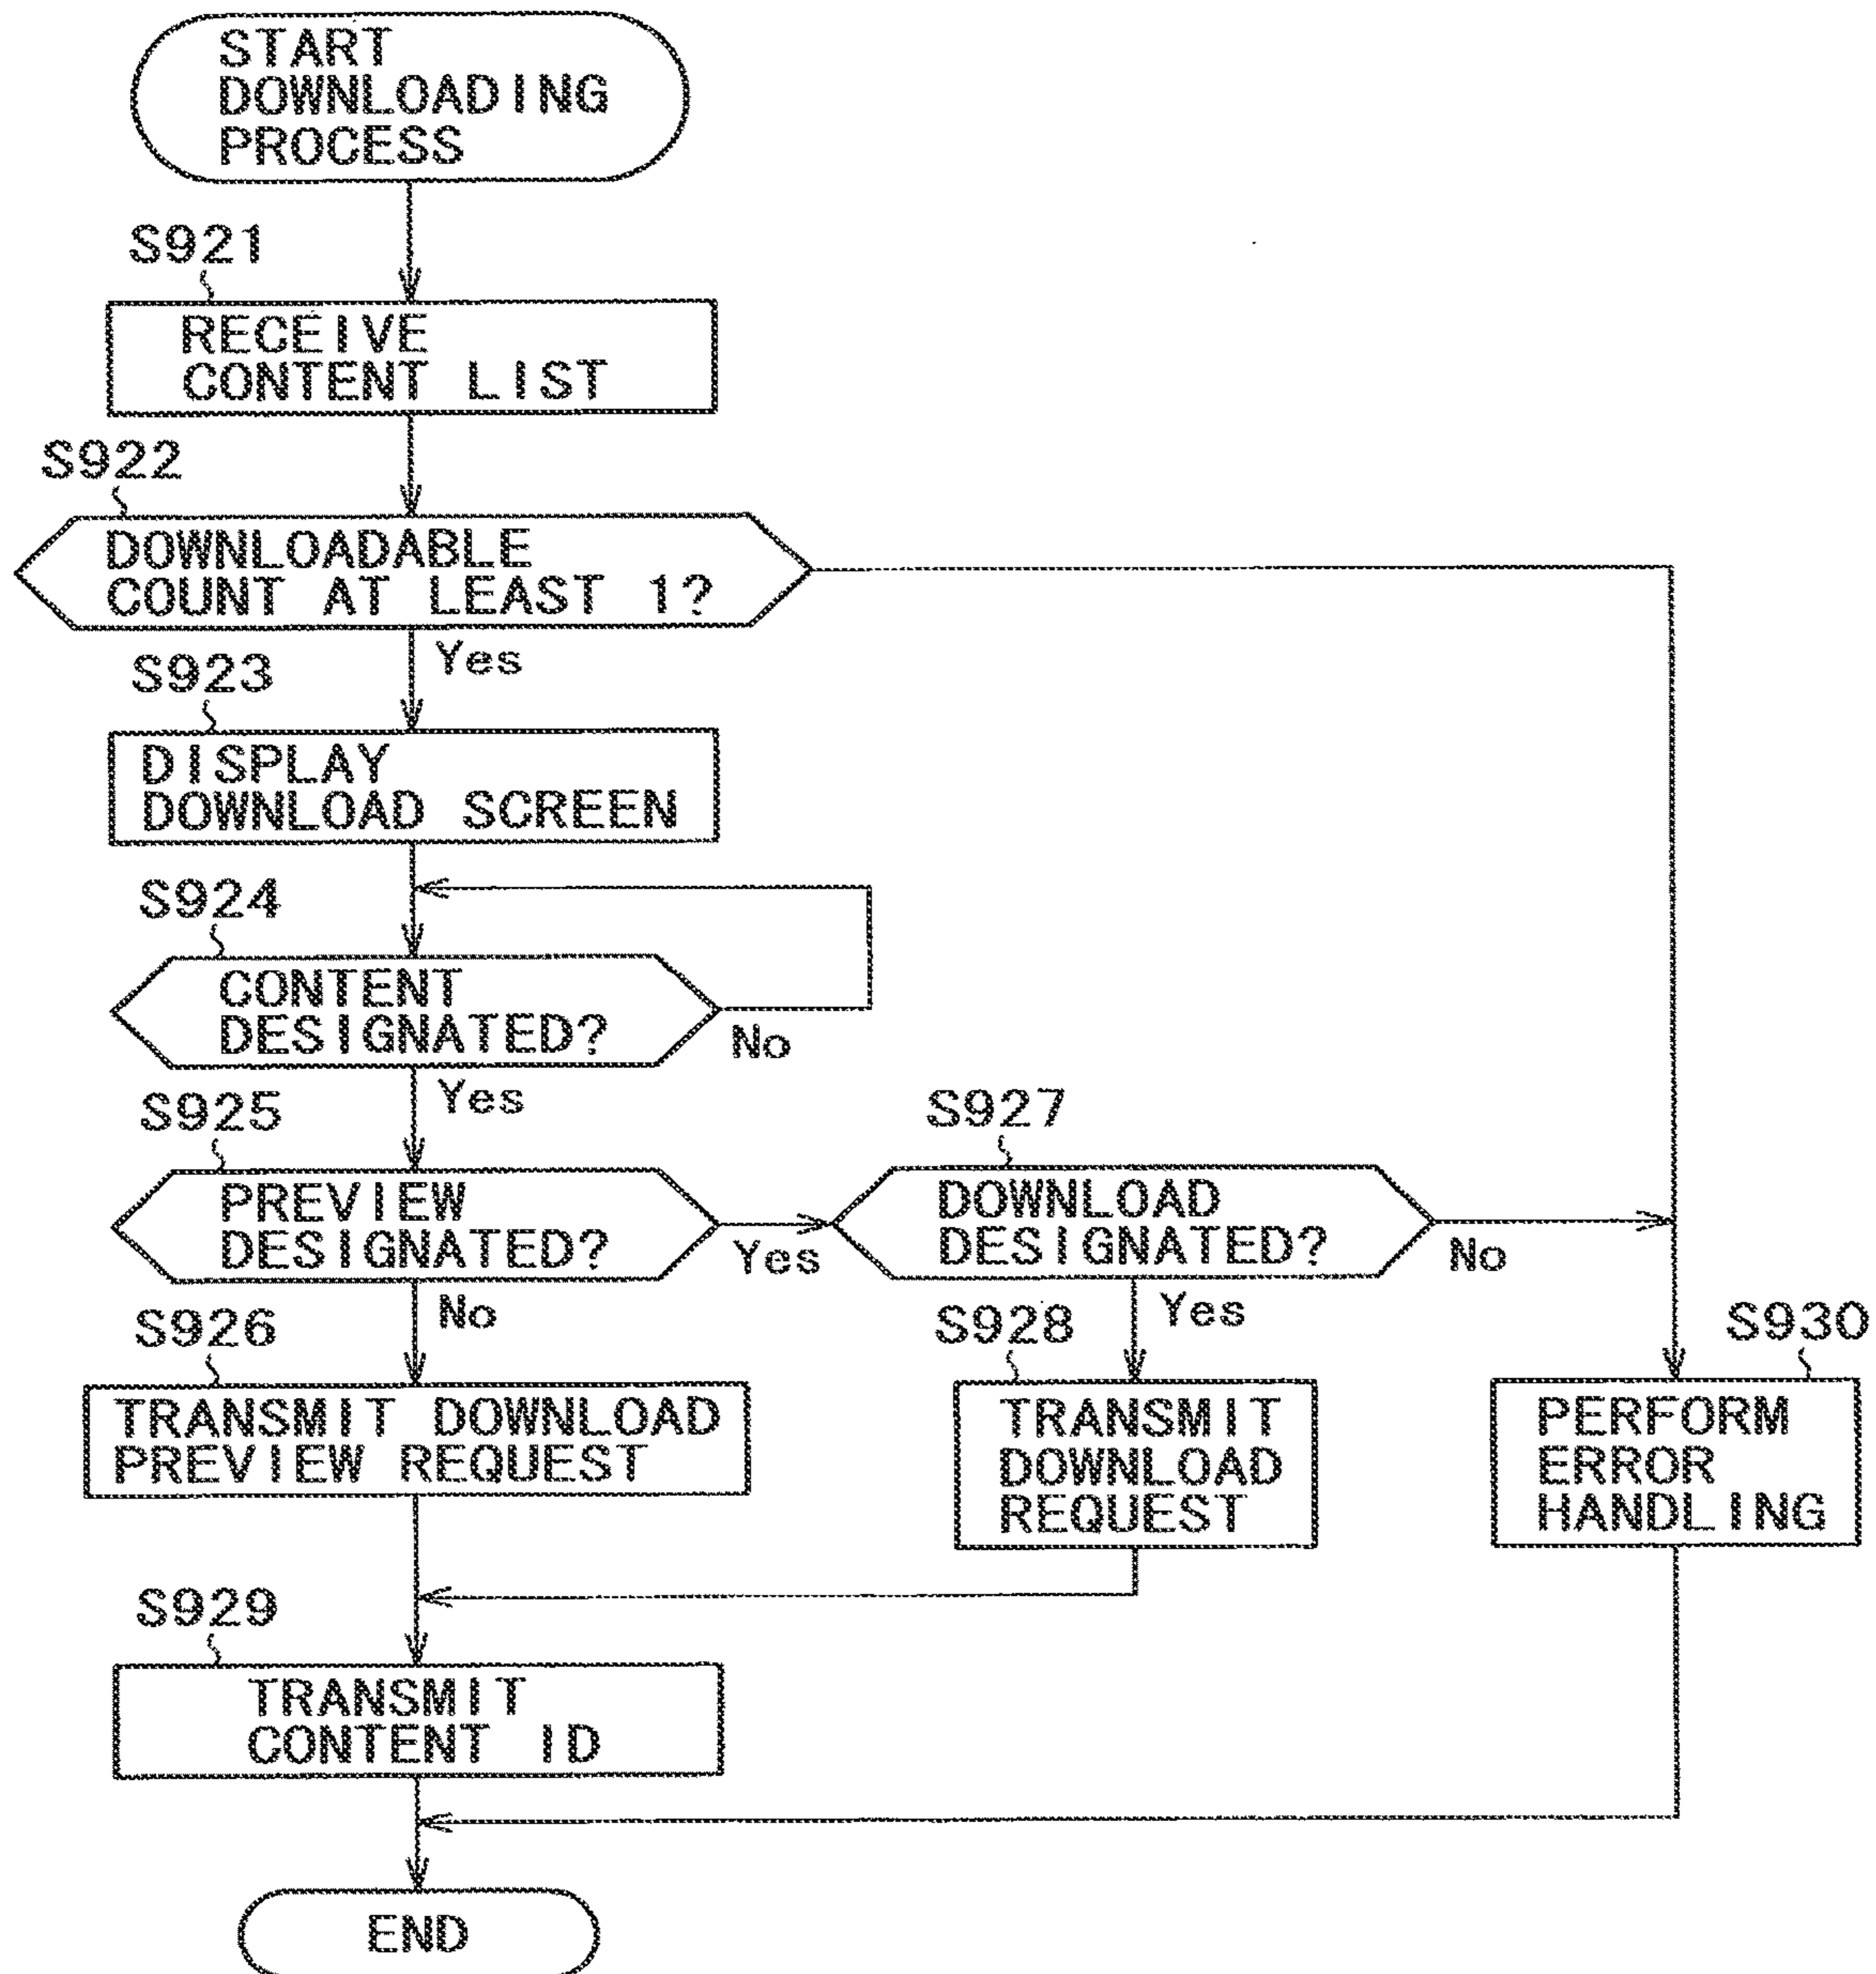 START
DOWNLOADING
PROCESS
S921
RECEIVE
CONTENT LIST
S922
DOWNLOADABLE
COUNT AT LEAST 1?
Yes
S923
DISPLAY
DOWNLOAD SCREEN
S924
CONTENT
DESIGNATED?
No
Yes
S925
PREVIEW
DESIGNATED?
Yes
No
S927
DOWNLOAD
DESIGNATED?
No
Yes
S926
TRANSMIT DOWNLOAD
PREVIEW REQUEST
S928
TRANSMIT
DOWNLOAD
REQUEST
S930
PERFORM
ERROR
HANDLING
S929
TRANSMIT
CONTENT ID
END